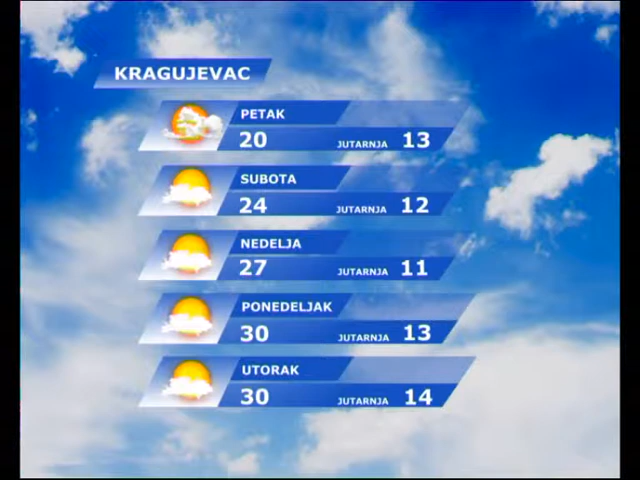 KRAGUJEVAC
PETAK
20 JUTARNJA 13
SUBOTA
24 JUTARNJA 12
NEDELJA
27 JUTARNJA 11
PONEDELJAK
30 JUTARNJA 13
UTORAK
30 JUTARNJA 14